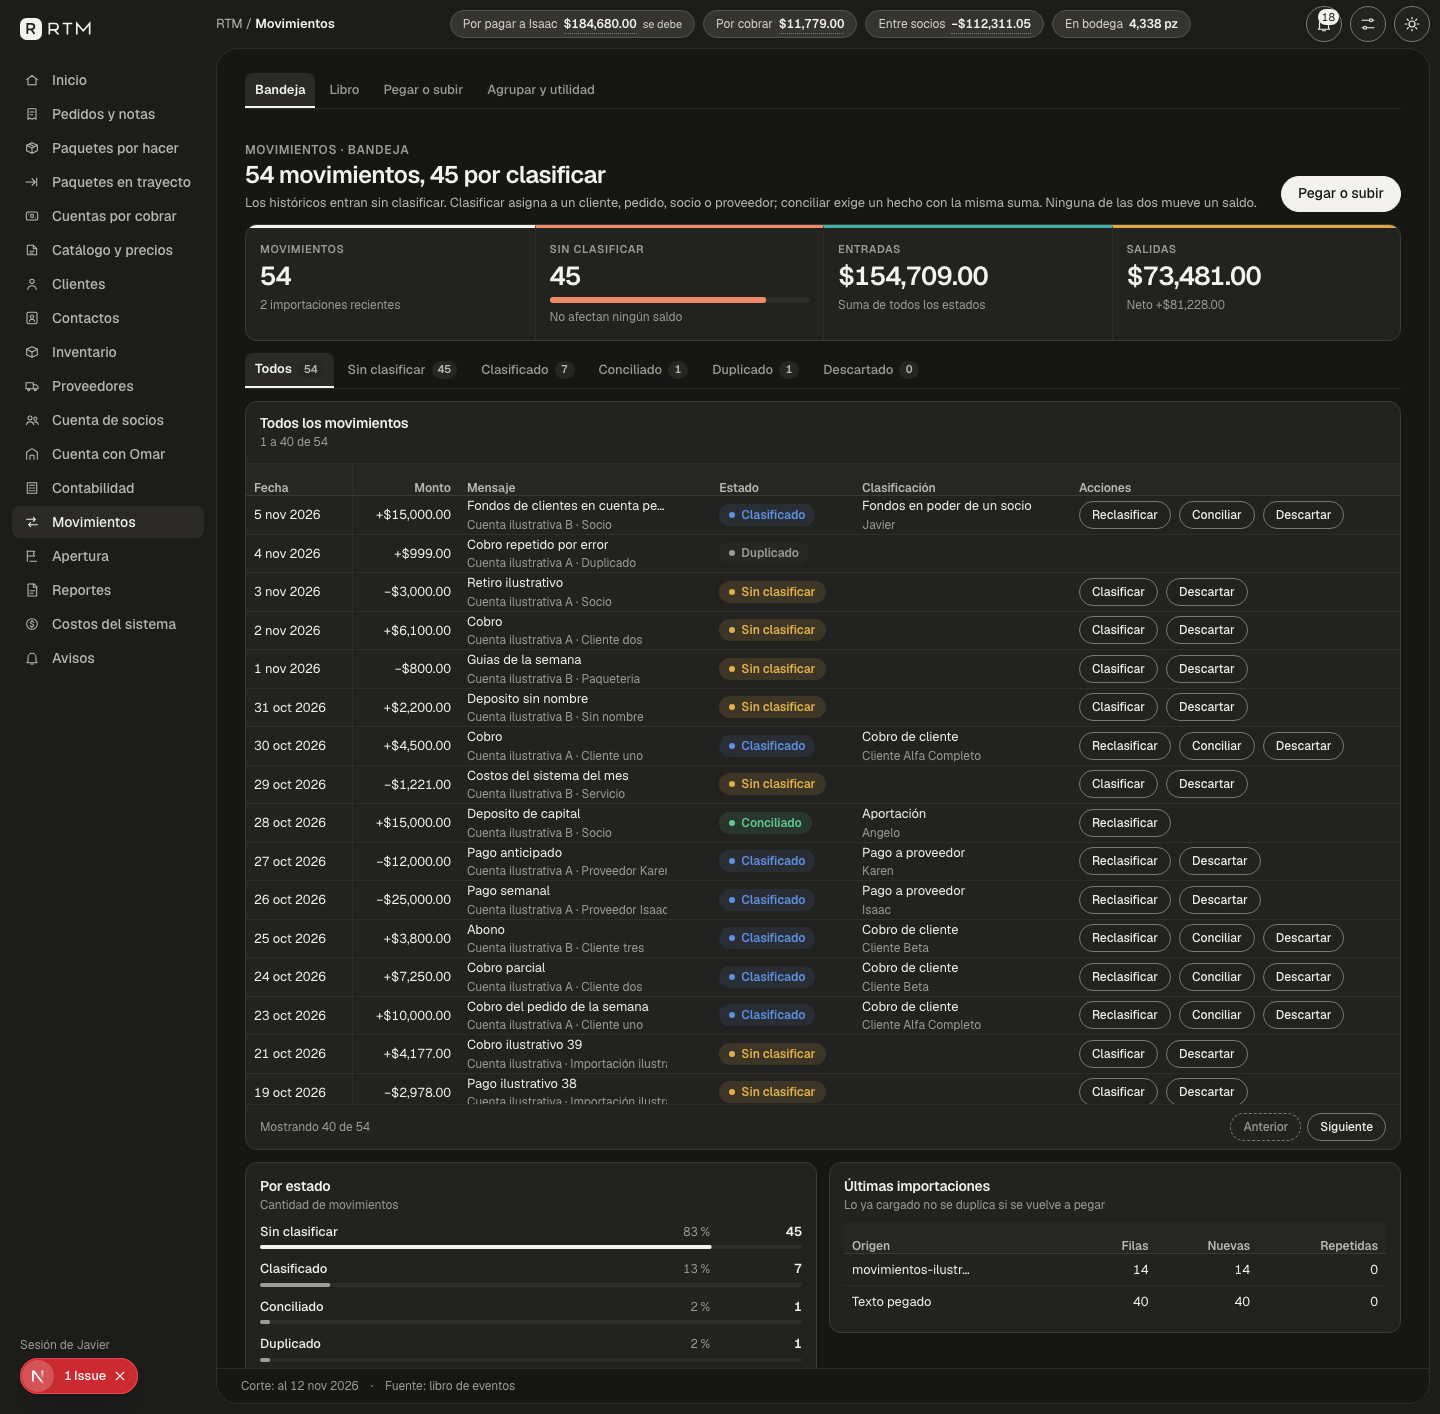 R RTM
RTM / Movimientos
Por pagar a Isaac $184,680.00 se debe
Por cobrar $11,779.00
Entre socios −$112,311.05
En bodega 4,338 pz
18
Inicio
Pedidos y notas
Paquetes por hacer
Paquetes en trayecto
Cuentas por cobrar
Catálogo y precios
Clientes
Contactos
Inventario
Proveedores
Cuenta de socios
Cuenta con Omar
Contabilidad
Movimientos
Apertura
Reportes
Costos del sistema
Avisos
Sesión de Javier
N 1 Issue
Bandeja Libro Pegar o subir Agrupar y utilidad
MOVIMIENTOS · BANDEJA
54 movimientos, 45 por clasificar
Los históricos entran sin clasificar. Clasificar asigna a un cliente, pedido, socio o proveedor; conciliar exige un hecho con la misma suma. Ninguna de las dos mueve un saldo.
Pegar o subir
MOVIMIENTOS
54
2 importaciones recientes
SIN CLASIFICAR
45
No afectan ningún saldo
ENTRADAS
$154,709.00
Suma de todos los estados
SALIDAS
$73,481.00
Neto +$81,228.00
Todos 54 Sin clasificar 45 Clasificado 7 Conciliado 1 Duplicado 1 Descartado 0
Todos los movimientos
1 a 40 de 54
Fecha Monto Mensaje Estado Clasificación Acciones
5 nov 2026 +$15,000.00 Fondos de clientes en cuenta pe… Clasificado Fondos en poder de un socio Reclasificar Conciliar Descartar
Cuenta ilustrativa B · Socio Javier
4 nov 2026 +$999.00 Cobro repetido por error Duplicado
Cuenta ilustrativa A · Duplicado
3 nov 2026 −$3,000.00 Retiro ilustrativo Sin clasificar Clasificar Descartar
Cuenta ilustrativa A · Socio
2 nov 2026 +$6,100.00 Cobro Sin clasificar Clasificar Descartar
Cuenta ilustrativa A · Cliente dos
1 nov 2026 −$800.00 Guias de la semana Sin clasificar Clasificar Descartar
Cuenta ilustrativa B · Paqueteria
31 oct 2026 +$2,200.00 Deposito sin nombre Sin clasificar Clasificar Descartar
Cuenta ilustrativa B · Sin nombre
30 oct 2026 +$4,500.00 Cobro Clasificado Cobro de cliente Reclasificar Conciliar Descartar
Cuenta ilustrativa A · Cliente uno Cliente Alfa Completo
29 oct 2026 −$1,221.00 Costos del sistema del mes Sin clasificar Clasificar Descartar
Cuenta ilustrativa B · Servicio
28 oct 2026 +$15,000.00 Deposito de capital Conciliado Aportación Reclasificar
Cuenta ilustrativa B · Socio Angelo
27 oct 2026 −$12,000.00 Pago anticipado Clasificado Pago a proveedor Reclasificar Descartar
Cuenta ilustrativa A · Proveedor Karen Karen
26 oct 2026 −$25,000.00 Pago semanal Clasificado Pago a proveedor Reclasificar Descartar
Cuenta ilustrativa A · Proveedor Isaac Isaac
25 oct 2026 +$3,800.00 Abono Clasificado Cobro de cliente Reclasificar Conciliar Descartar
Cuenta ilustrativa B · Cliente tres Cliente Beta
24 oct 2026 +$7,250.00 Cobro parcial Clasificado Cobro de cliente Reclasificar Conciliar Descartar
Cuenta ilustrativa A · Cliente dos Cliente Beta
23 oct 2026 +$10,000.00 Cobro del pedido de la semana Clasificado Cobro de cliente Reclasificar Conciliar Descartar
Cuenta ilustrativa A · Cliente uno Cliente Alfa Completo
21 oct 2026 +$4,177.00 Cobro ilustrativo 39 Sin clasificar Clasificar Descartar
Cuenta ilustrativa · Importación ilustra
19 oct 2026 −$2,978.00 Pago ilustrativo 38 Sin clasificar Clasificar Descartar
Cuenta ilustrativa · Importación ilustra
Mostrando 40 de 54 Anterior Siguiente
Por estado
Cantidad de movimientos
Sin clasificar 83 % 45
Clasificado 13 % 7
Conciliado 2 % 1
Duplicado 2 % 1
Últimas importaciones
Lo ya cargado no se duplica si se vuelve a pegar
Origen Filas Nuevas Repetidas
movimientos-ilustr… 14 14 0
Texto pegado 40 40 0
Corte: al 12 nov 2026 · Fuente: libro de eventos